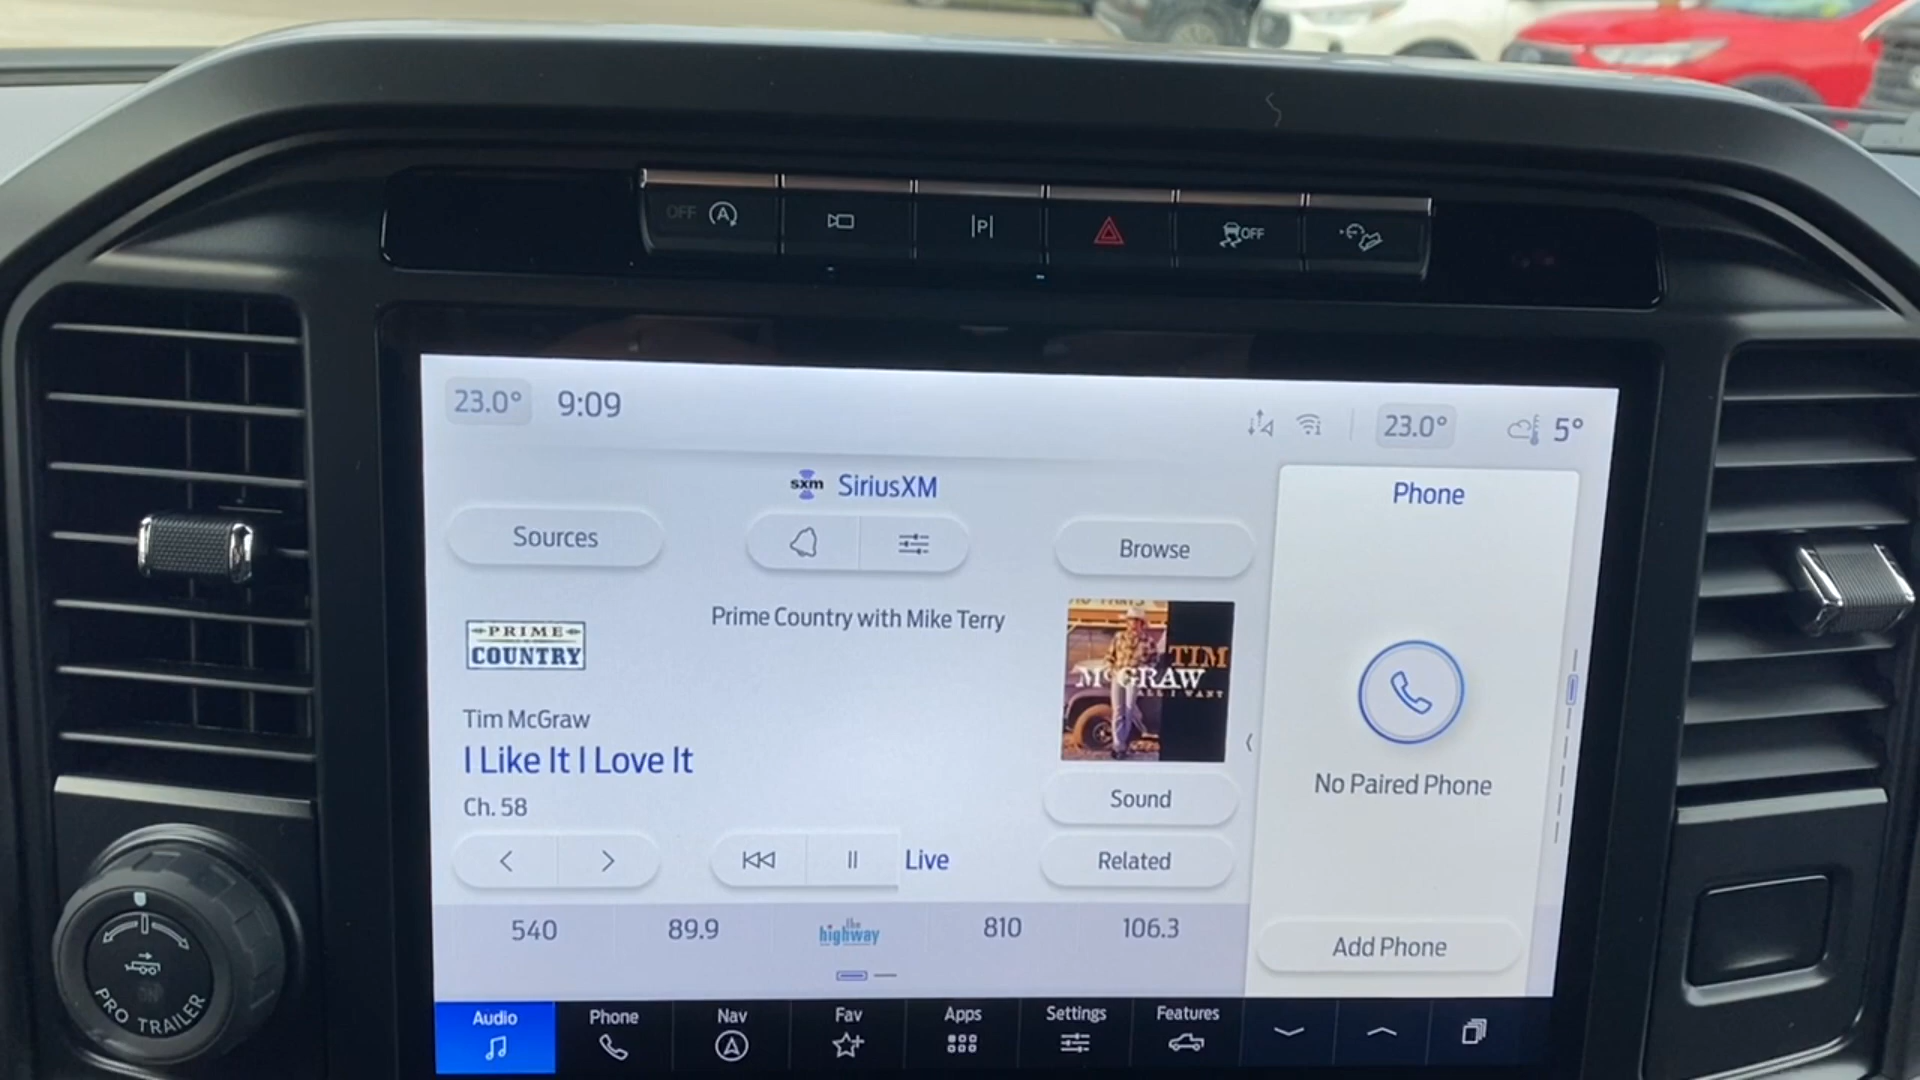 OFF A
P
OFF
23.0° 9:09
23.0° 5°
sxm SiriusXM
Phone
Sources
Browse
Prime Country with Mike Terry
PRIME
COUNTRY
TIM
McGRAW
ALL I WANT
Tim McGraw
I Like It I Love It
Ch. 58
No Paired Phone
Sound
Live
Related
540 89.9 the highway 810 106.3
Add Phone
PRO TRAILER
Audio Phone Nav Fav Apps Settings Features